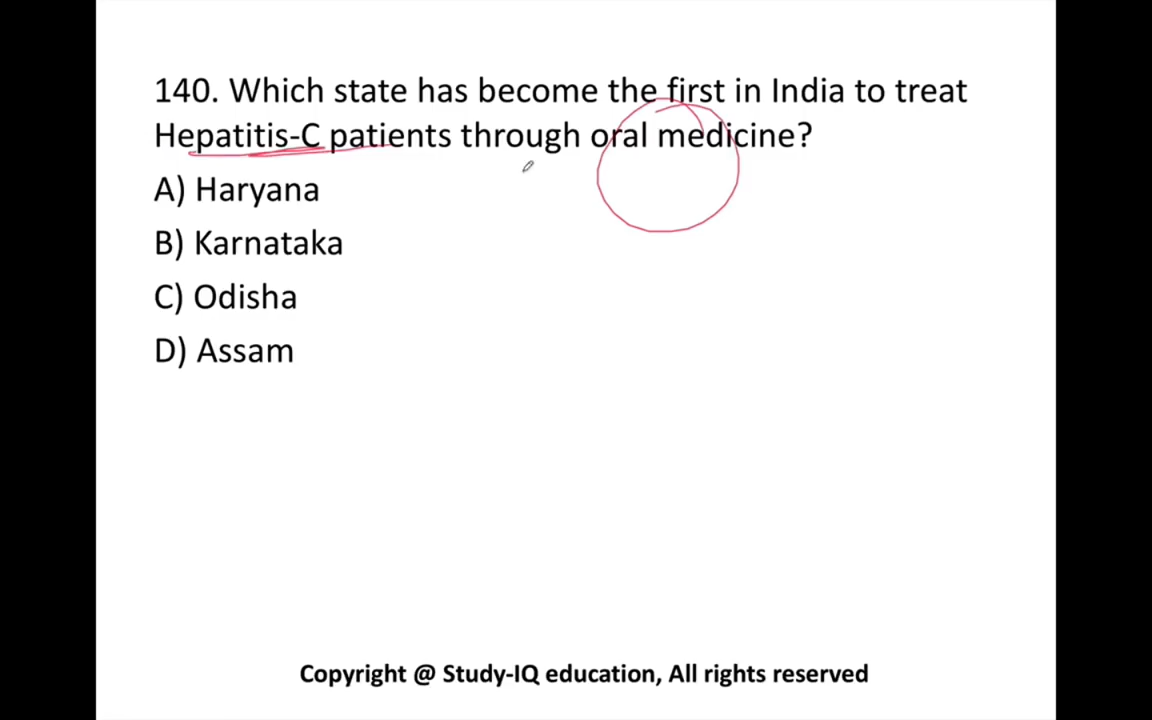 140. Which state has become the first in India to treat
Hepatitis-C patients through oral medicine?
A) Haryana
B) Karnataka
C) Odisha
D) Assam
Copyright @ Study-IQ education, All rights reserved